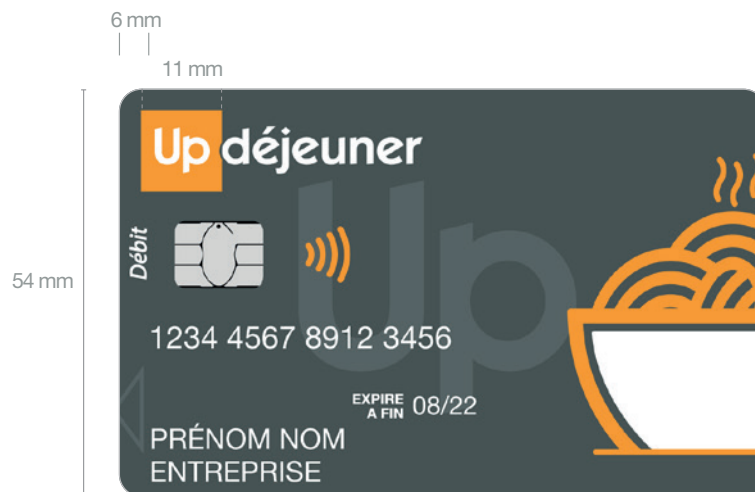 6 mm
11 mm
54 mm
Up déjeuner
Débit
Up
1234 4567 8912 3456
EXPIRE
A FIN 08/22
PRÉNOM NOM
ENTREPRISE